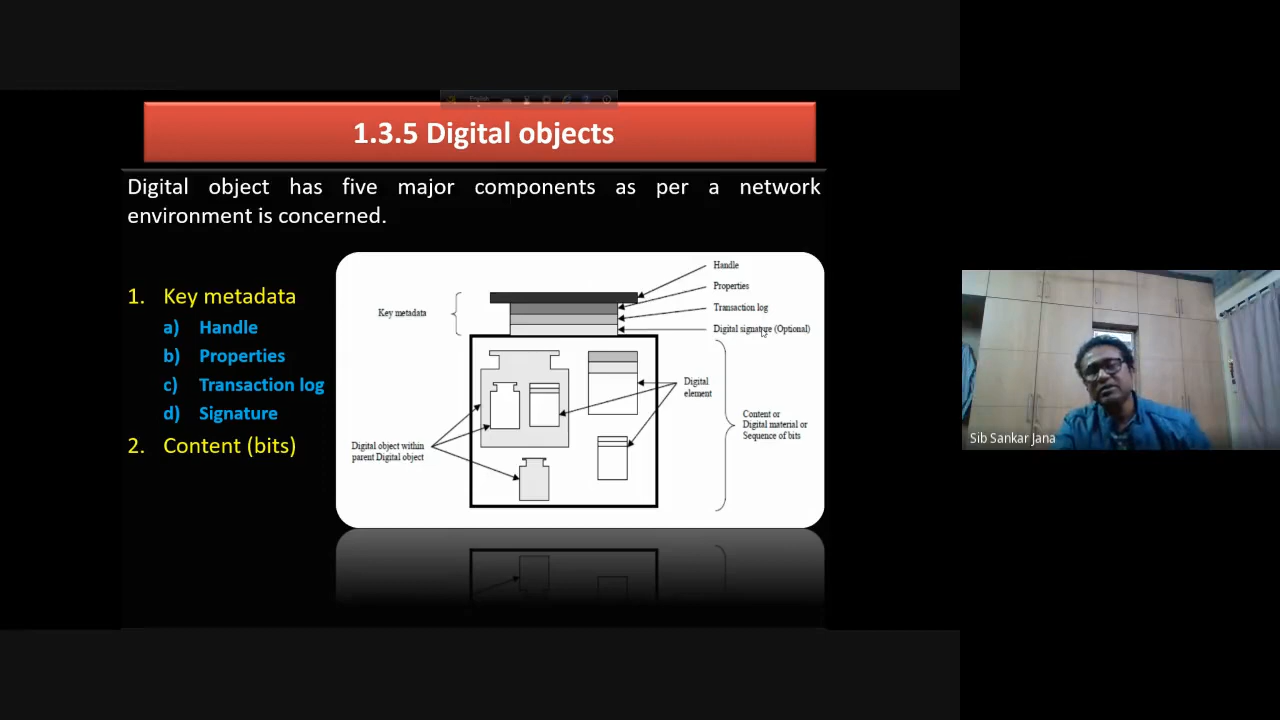 English
1.3.5 Digital objects
Digital object has five major components as per a network
environment is concerned.
1. Key metadata
a) Handle
b) Properties
c) Transaction log
d) Signature
2. Content (bits)
Key metadata
Handle
Properties
Transaction log
Digital signature (Optional)
Digital
element
Content or
Digital material or
Sequence of bits
Digital object within
parent Digital object
Sib Sankar Jana